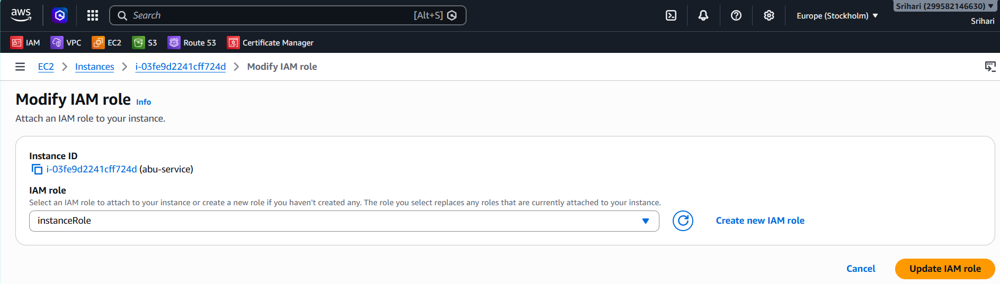 aws
Search [Alt+S]
Europe (Stockholm)
Srihari (299582146630)
Srihari
IAM VPC EC2 S3 Route 53 Certificate Manager
EC2 Instances i-03fe9d2241cff724d Modify IAM role
Modify IAM role Info
Attach an IAM role to your instance.
Instance ID
i-03fe9d2241cff724d (abu-service)
IAM role
Select an IAM role to attach to your instance or create a new role if you haven't created any. The role you select replaces any roles that are currently attached to your instance.
instanceRole
Create new IAM role
Cancel Update IAM role